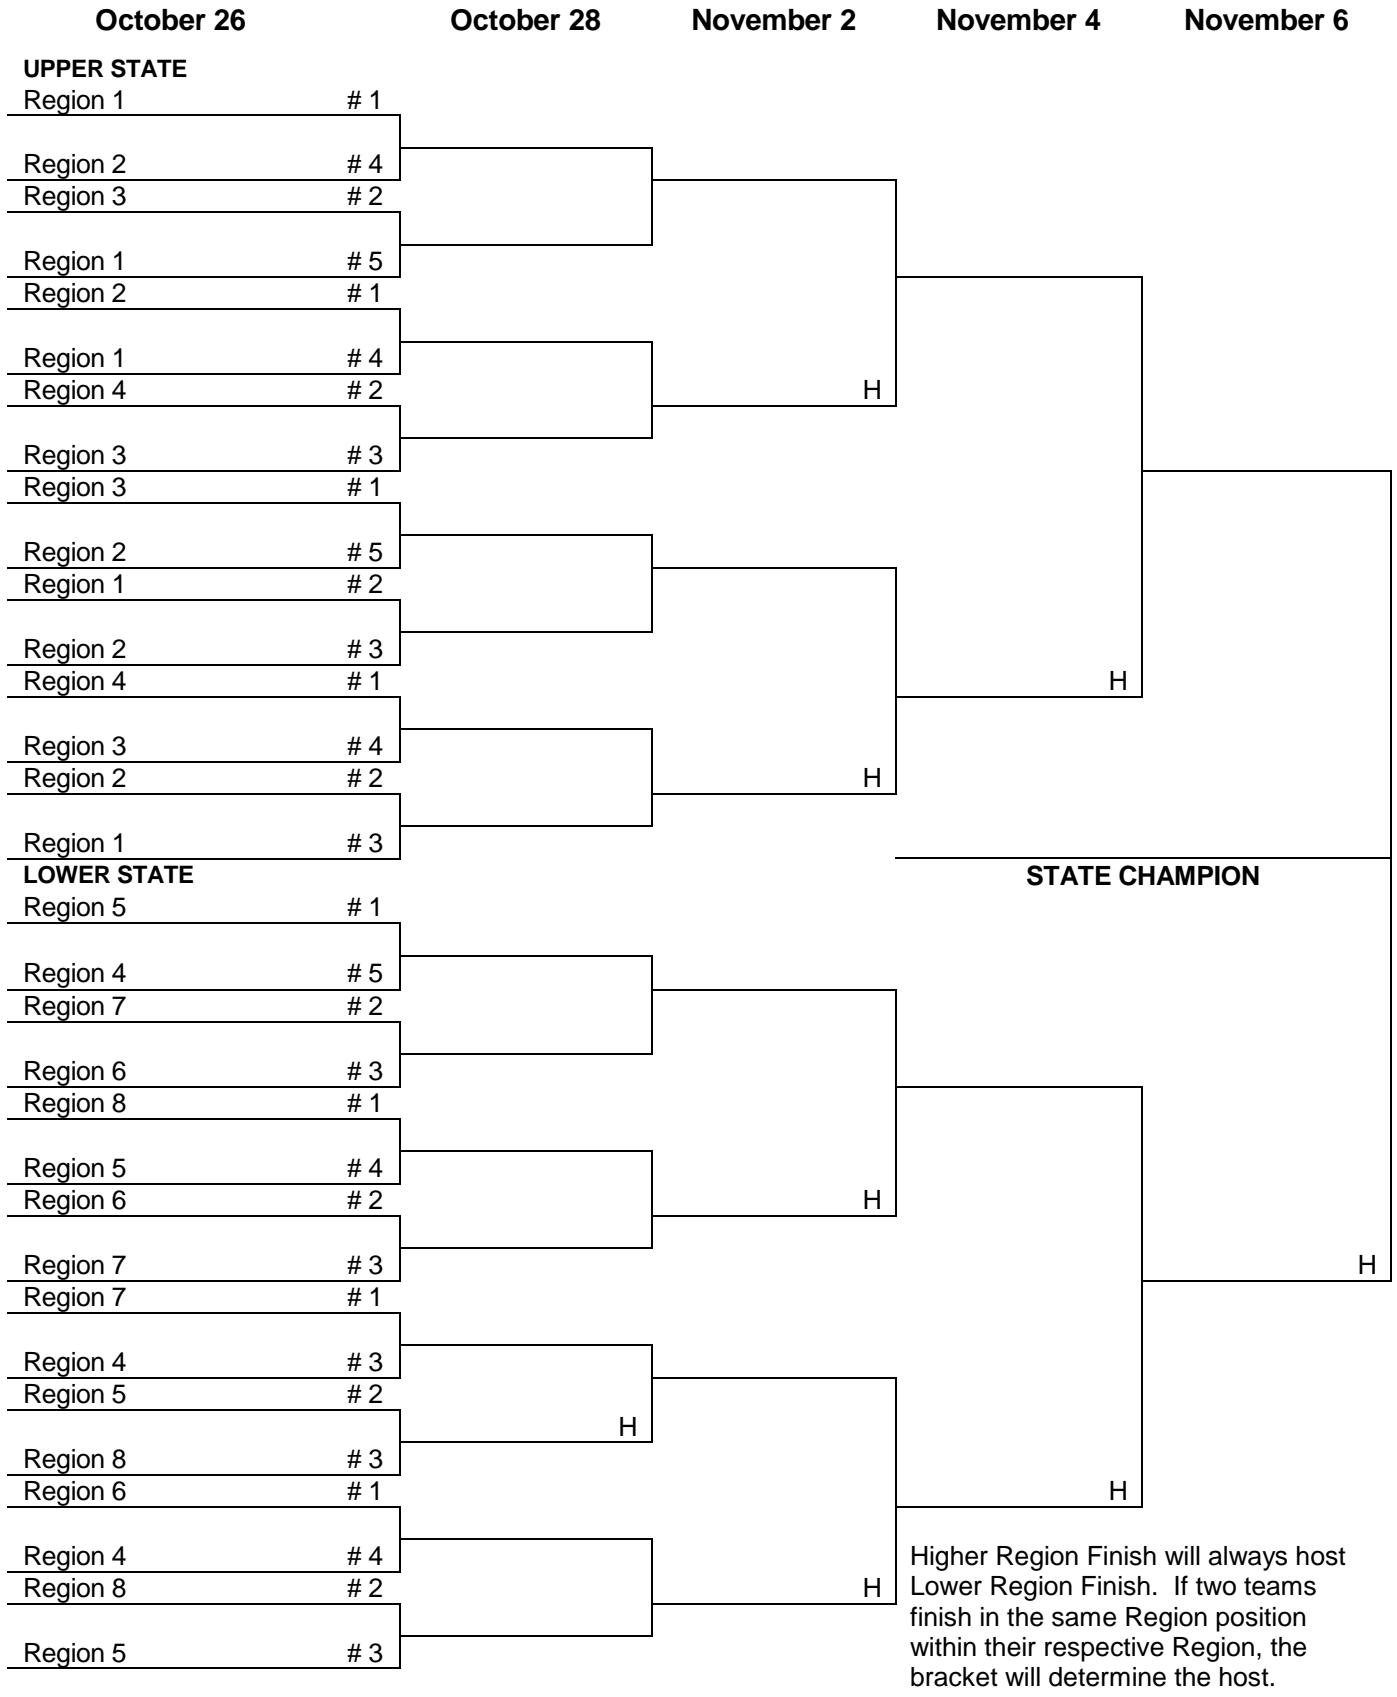 October 26 October 28 November 2 November 4 November 6
UPPER STATE
Region 1 # 1
Region 2 # 4
Region 3 # 2
Region 1 # 5
Region 2 # 1
Region 1 # 4
Region 4 # 2 H
Region 3 # 3
Region 3 # 1
Region 2 # 5
Region 1 # 2
Region 2 # 3
Region 4 # 1 H
Region 3 # 4
Region 2 # 2 H
Region 1 # 3
LOWER STATE STATE CHAMPION
Region 5 # 1
Region 4 # 5
Region 7 # 2
Region 6 # 3
Region 8 # 1
Region 5 # 4
Region 6 # 2 H
Region 7 # 3 H
Region 7 # 1
Region 4 # 3
Region 5 # 2
H
Region 8 # 3
Region 6 # 1 H
Region 4 # 4
Region 8 # 2 H
Region 5 # 3
Higher Region Finish will always host
Lower Region Finish. If two teams
finish in the same Region position
within their respective Region, the
bracket will determine the host.